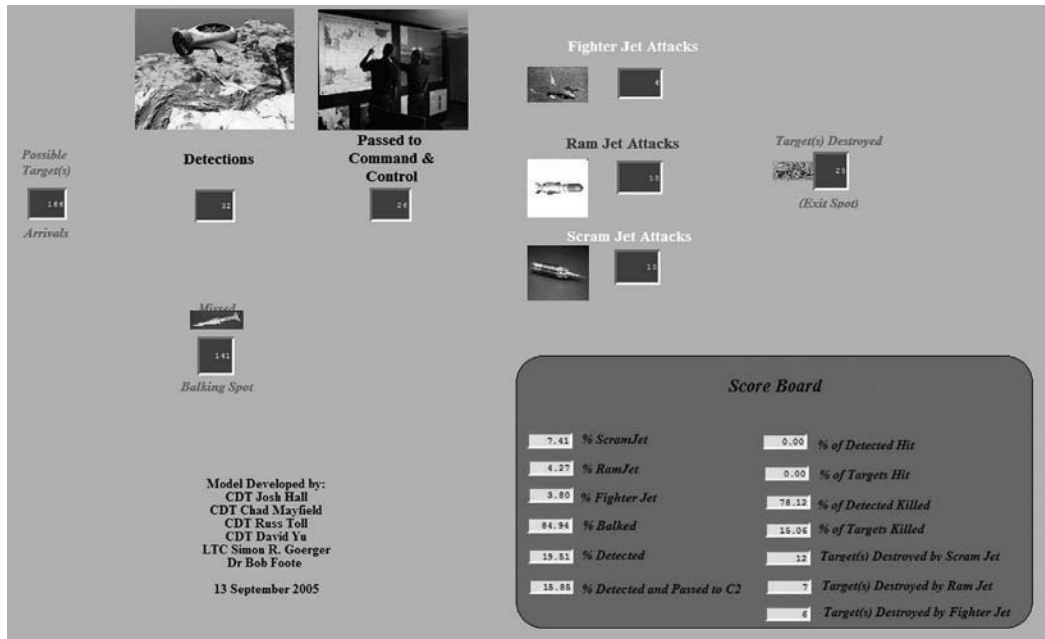 Fighter Jet Attacks
Passed to
Command &
Control
Possible
Target(s)
166
Arrivals
Detections
32
26
Ram Jet Attacks
Target(s) Destroyed
25
(Exit Spot)
Scram Jet Attacks
Missed
141
Balking Spot
Model Developed by:
CDT Josh Hall
CDT Chad Mayfield
CDT Russ Toll
CDT David Yu
LTC Simon R. Goerger
Dr Bob Foote
13 September 2005
Score Board
7.41 % ScramJet
4.27 % RamJet
3.80 % Fighter Jet
84.94 % Balked
19.51 % Detected
15.85 % Detected and Passed to C2
0.00 % of Detected Hit
0.00 % of Targets Hit
78.12 % of Detected Killed
15.06 % of Targets Killed
12 Target(s) Destroyed by Scram Jet
7 Target(s) Destroyed by Ram Jet
6 Target(s) Destroyed by Fighter Jet